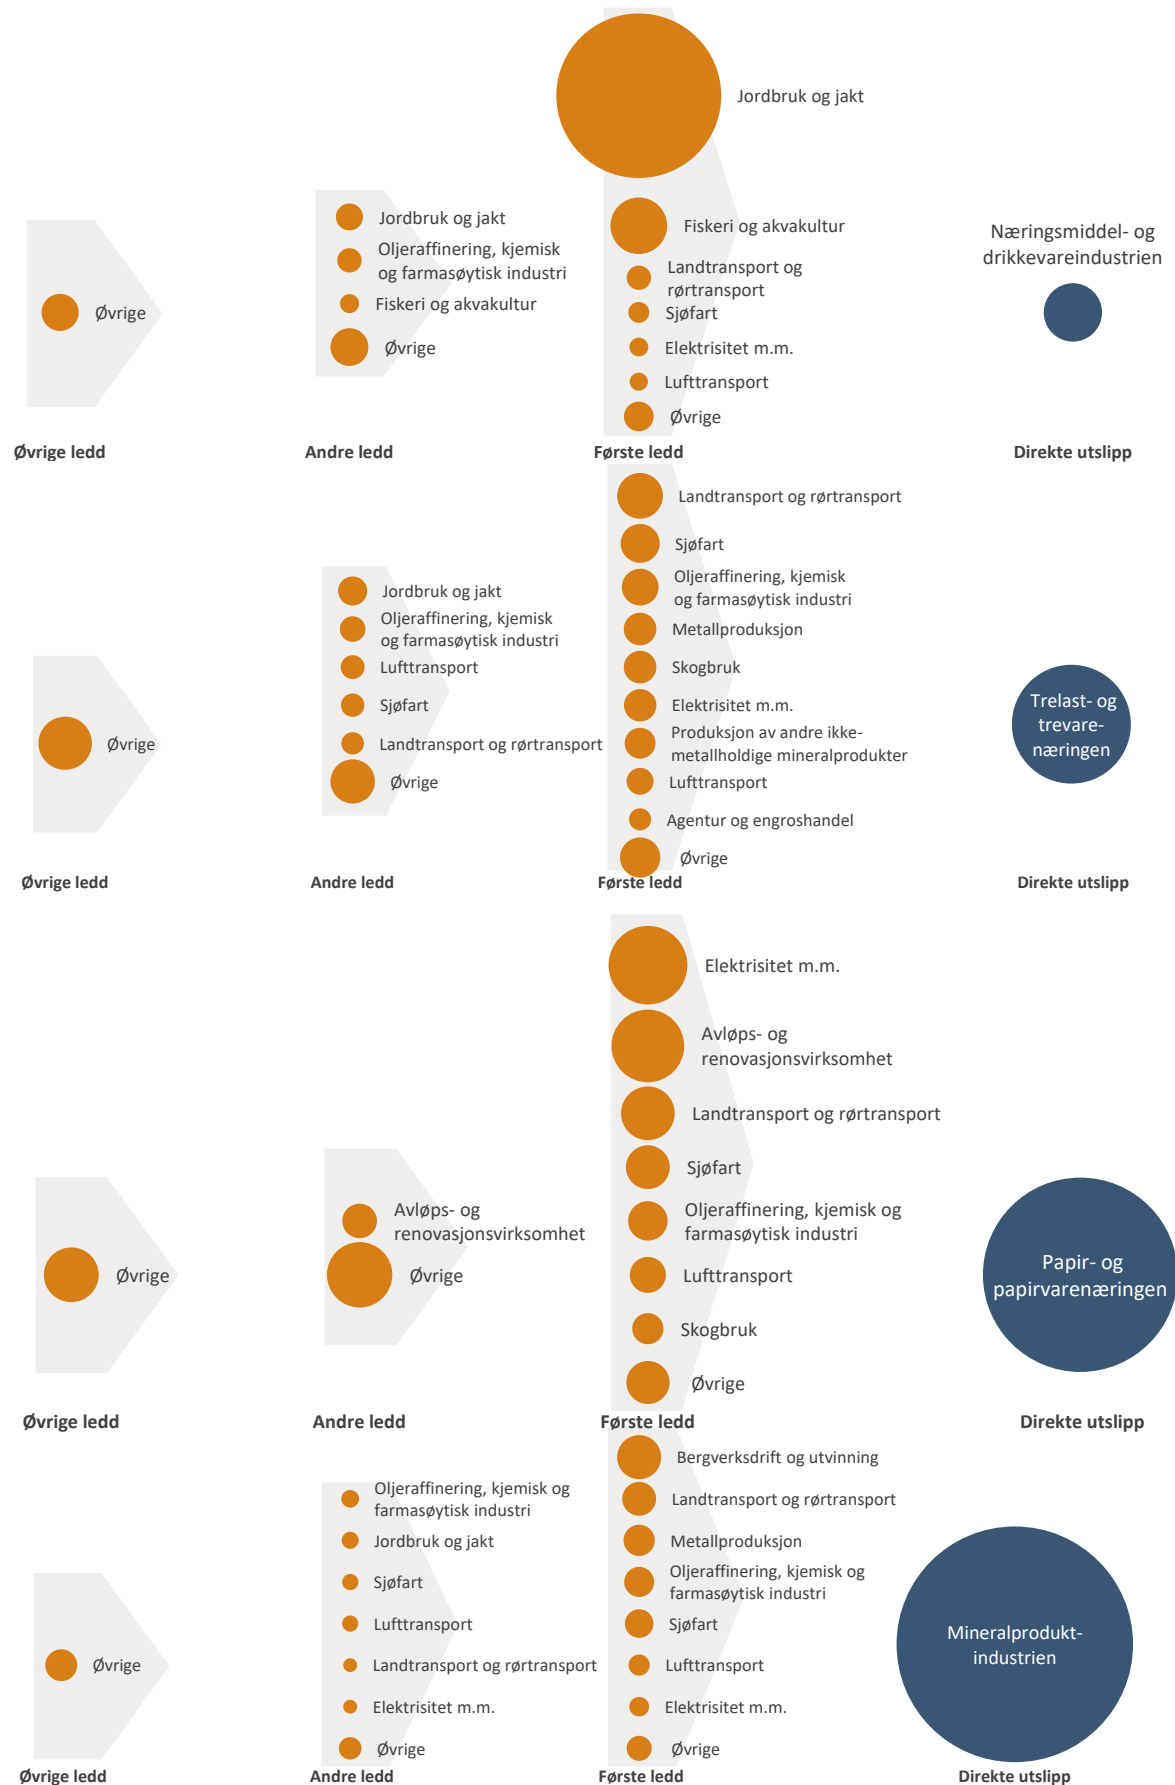 Jordbruk og jakt
Jordbruk og jakt
Fiskeri og akvakultur
Næringsmiddel- og
drikkevareindustrien
Oljeraffinering, kjemisk
og farmasøytisk industri
Landtransport og
rørtransport
Øvrige
Fiskeri og akvakultur
Sjøfart
Øvrige
Elektrisitet m.m.
Lufttransport
Øvrige
Øvrige ledd
Andre ledd
Første ledd
Direkte utslipp
Landtransport og rørtransport
Sjøfart
Jordbruk og jakt
Oljeraffinering, kjemisk
og farmasøytisk industri
Oljeraffinering, kjemisk
og farmasøytisk industri
Metallproduksjon
Lufttransport
Skogbruk
Sjøfart
Elektrisitet m.m.
Trelast- og
trevare-
næringen
Øvrige
Landtransport og rørtransport
Produksjon av andre ikke-
metallholdige mineralprodukter
Øvrige
Lufttransport
Agentur og engroshandel
Øvrige
Øvrige ledd
Andre ledd
Første ledd
Direkte utslipp
Elektrisitet m.m.
Avløps- og
renovasjonsvirksomhet
Landtransport og rørtransport
Sjøfart
Avløps- og
renovasjonsvirksomhet
Oljeraffinering, kjemisk og
farmasøytisk industri
Øvrige
Øvrige
Lufttransport
Papir- og
papirvarenæringen
Skogbruk
Øvrige
Øvrige ledd
Andre ledd
Første ledd
Direkte utslipp
Bergverksdrift og utvinning
Oljeraffinering, kjemisk og
farmasøytisk industri
Landtransport og rørtransport
Jordbruk og jakt
Metallproduksjon
Sjøfart
Oljeraffinering, kjemisk og
farmasøytisk industri
Lufttransport
Sjøfart
Mineralprodukt-
industrien
Øvrige
Landtransport og rørtransport
Lufttransport
Elektrisitet m.m.
Elektrisitet m.m.
Øvrige
Øvrige
Øvrige ledd
Andre ledd
Første ledd
Direkte utslipp